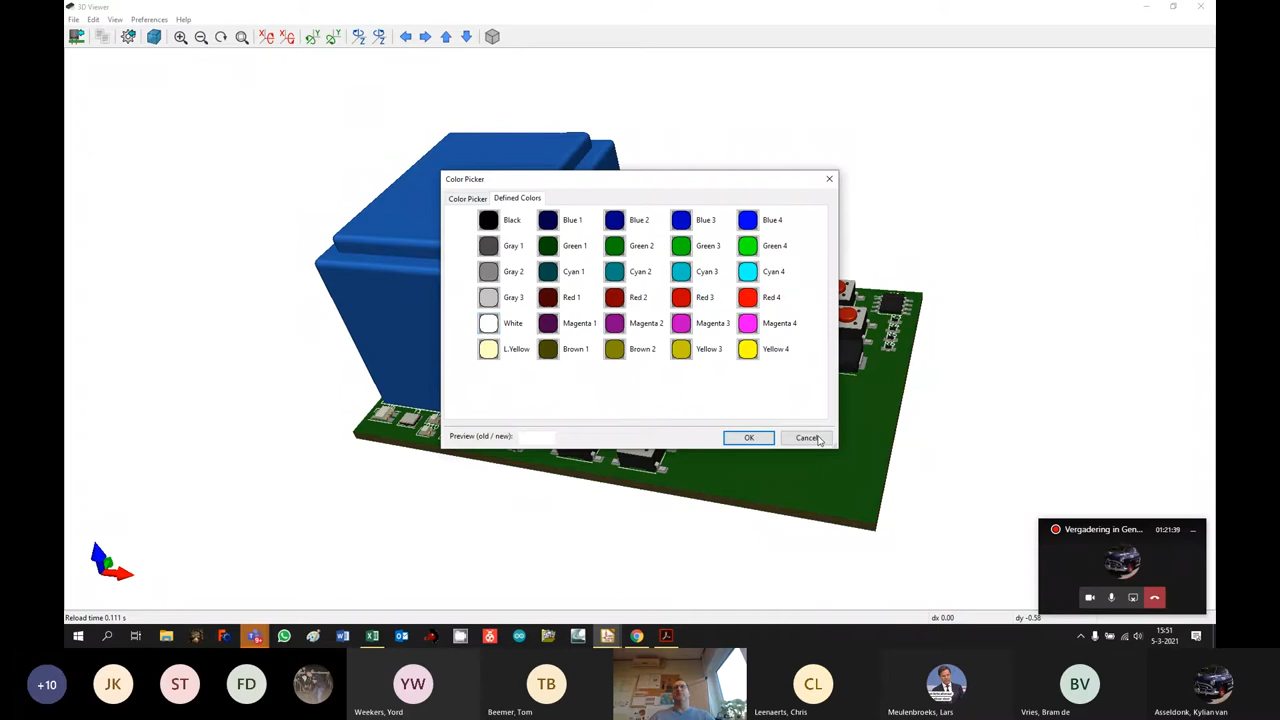 3D Viewer
File Edit View Preferences Help
Color Picker
Color Picker Defined Colors
Black Blue 1 Blue 2 Blue 3 Blue 4
Gray 1 Green 1 Green 2 Green 3 Green 4
Gray 2 Cyan 1 Cyan 2 Cyan 3 Cyan 4
Gray 3 Red 1 Red 2 Red 3 Red 4
White Magenta 1 Magenta 2 Magenta 3 Magenta 4
L.Yellow Brown 1 Brown 2 Yellow 3 Yellow 4
Preview (old / new): OK Cancel
Vergadering in Gen... 01:21:39
Reload time 0.111 s dx 0.00 dy -0.58
15:51
5-3-2021
+10 JK ST FD YW TB CL BV
Weekers, Yord Beemer, Tom Leenaerts, Chris Meulenbroeks, Lars Vries, Bram de Asseldonk, Kylian van